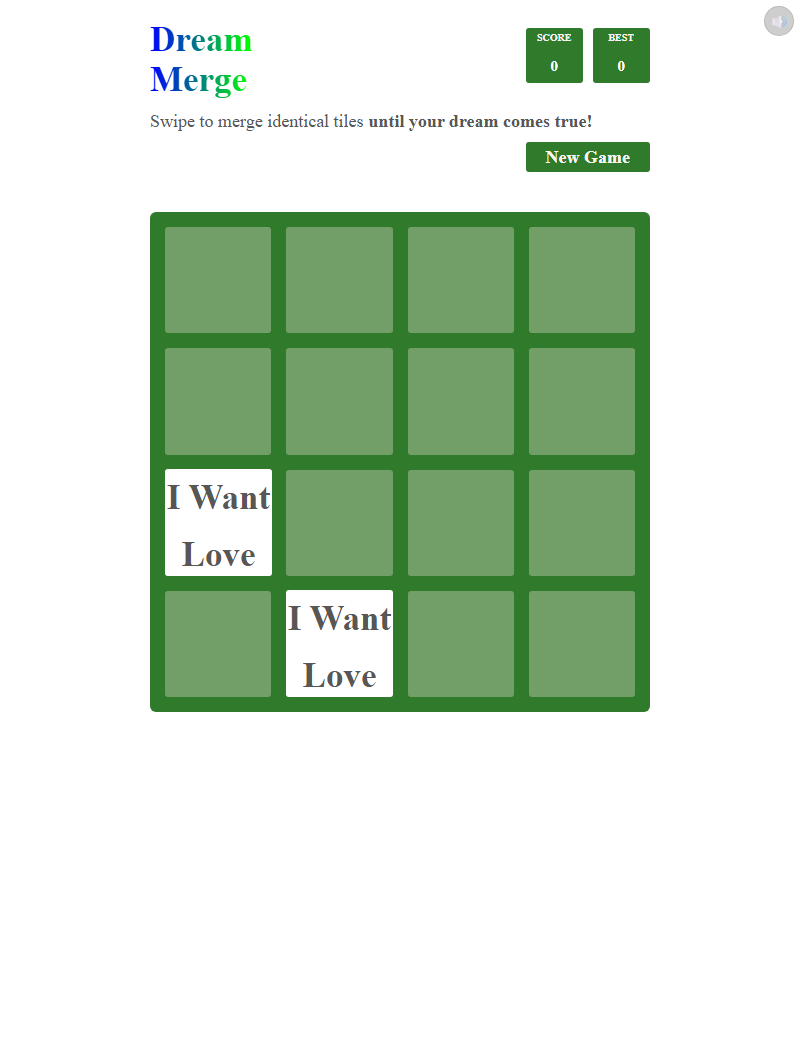 Dream
Merge
SCORE
0
BEST
0
Swipe to merge identical tiles until your dream comes true!
New Game
I Want
Love
I Want
Love